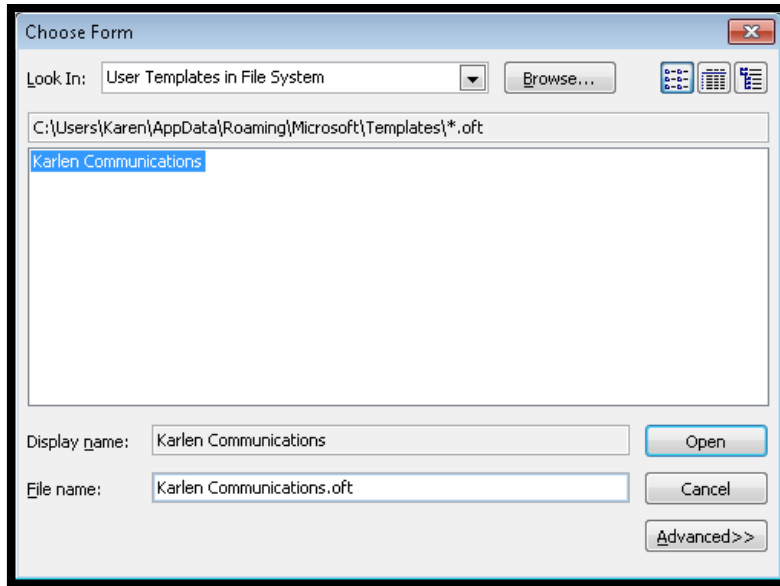 Choose Form
Look In: User Templates in File System Browse...
C:\Users\Karen\AppData\Roaming\Microsoft\Templates\*.oft
Karlen Communications
Display name: Karlen Communications Open
File name: Karlen Communications.oft Cancel
Advanced>>